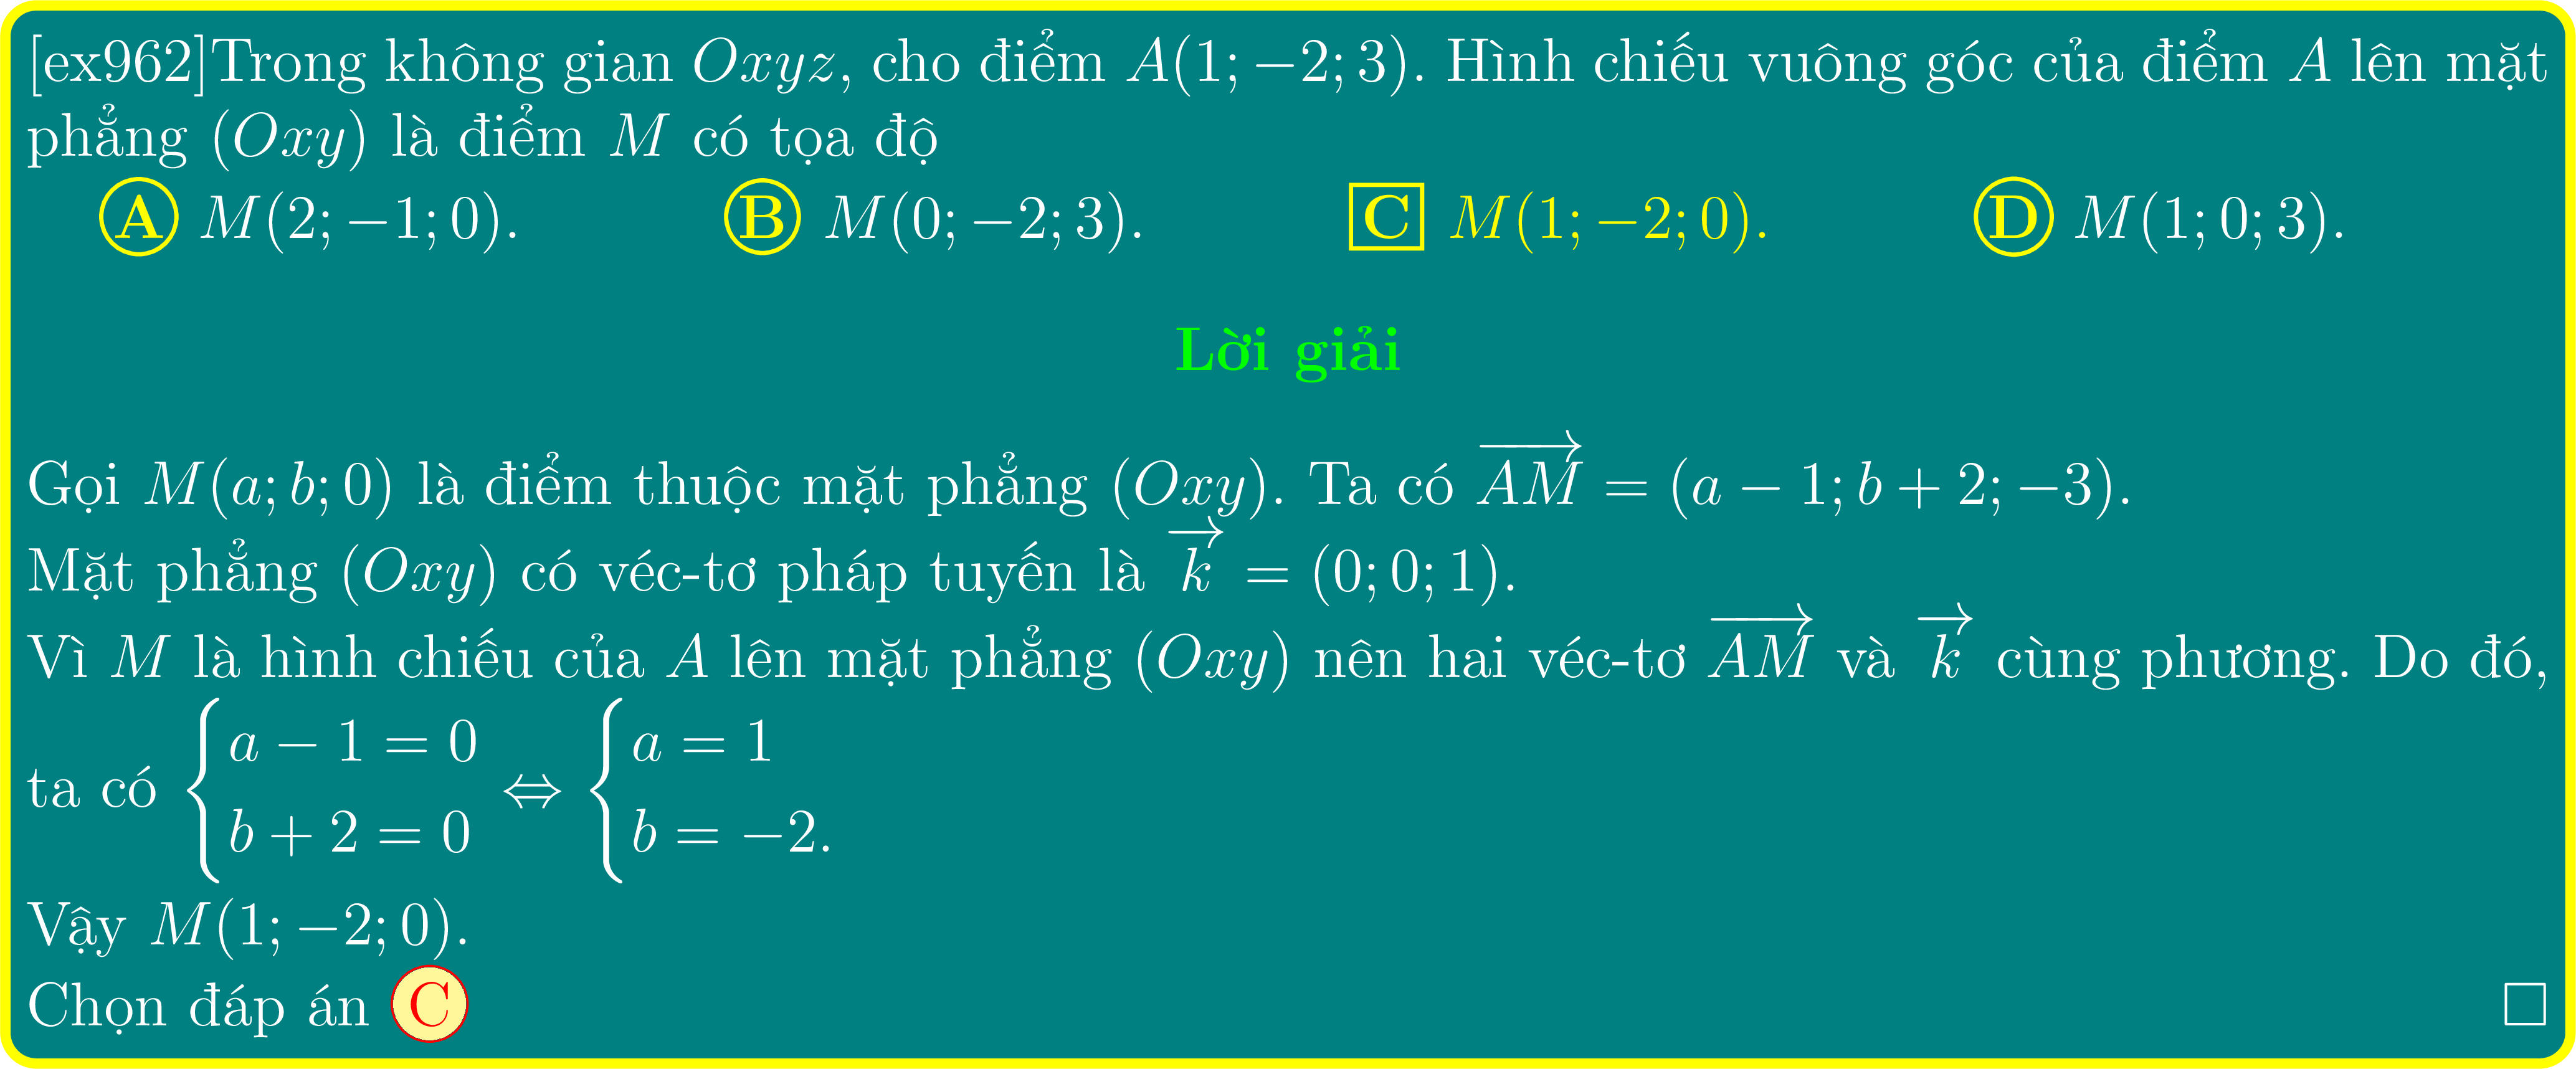 [ex962]Trong không gian Oxyz, cho điểm A(1; −2; 3). Hình chiếu vuông góc của điểm A lên mặt
phẳng (Oxy) là điểm M có tọa độ
A M(2; −1; 0). B M(0; −2; 3). C M(1; −2; 0). D M(1; 0; 3).
Lời giải
Gọi M(a; b; 0) là điểm thuộc mặt phẳng (Oxy). Ta có $\overrightarrow{AM}$ = (a − 1; b + 2; −3).
Mặt phẳng (Oxy) có véc-tơ pháp tuyến là $\overrightarrow{k}$ = (0; 0; 1).
Vì M là hình chiếu của A lên mặt phẳng (Oxy) nên hai véc-tơ $\overrightarrow{AM}$ và $\overrightarrow{k}$ cùng phương. Do đó,
ta có $\begin{cases} a - 1 = 0 \\ b + 2 = 0 \end{cases} \Leftrightarrow \begin{cases} a = 1 \\ b = -2. \end{cases}$
Vậy M(1; −2; 0).
Chọn đáp án C □